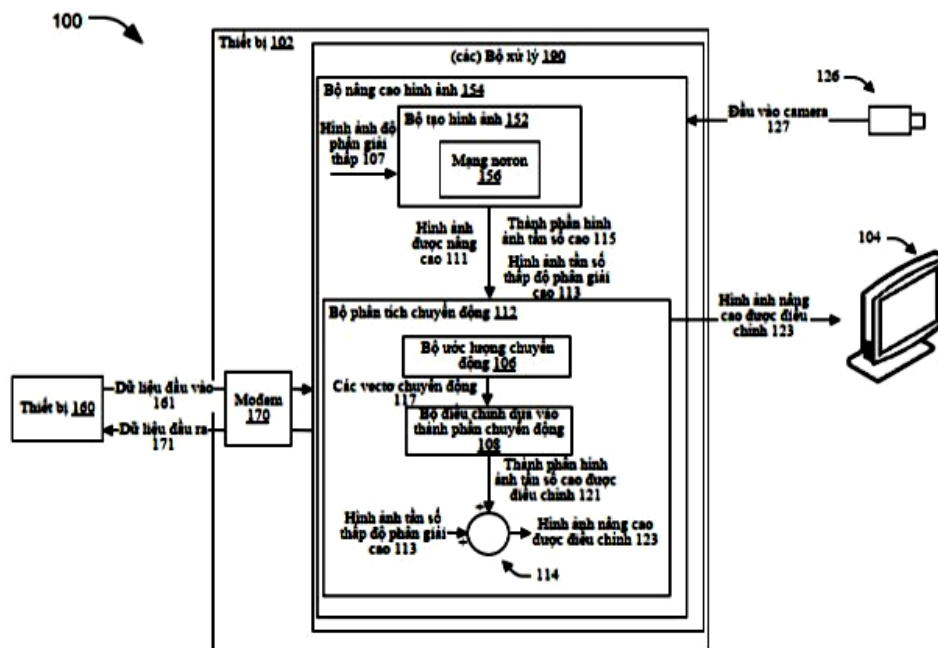 100
Thiết bị 102
(các) Bộ xử lý 190
Bộ nâng cao hình ảnh 154
126
Đầu vào camera
127
Bộ tạo hình ảnh 152
Hình ảnh độ
phân giải
thấp 107
Mạng noron
156
Hình ảnh
được nâng
cao 111
Thành phần hình
ảnh tần số cao 115
Hình ảnh tần số
thấp độ phân giải
cao 113
104
Bộ phân tích chuyển động 112
Hình ảnh nâng
cao được điều
chỉnh 123
Bộ ước lượng chuyển
động 106
Các vectơ chuyển động
117
Thiết bị 160
Dữ liệu đầu vào
161
Modem
170
Dữ liệu đầu ra
171
Bộ điều chỉnh dựa vào
thành phần chuyển động
108
Thành phần hình
ảnh tần số cao được
điều chỉnh 121
Hình ảnh tần số
thấp độ phân giải
cao 113
+
+
Hình ảnh nâng cao
được điều chỉnh 123
114